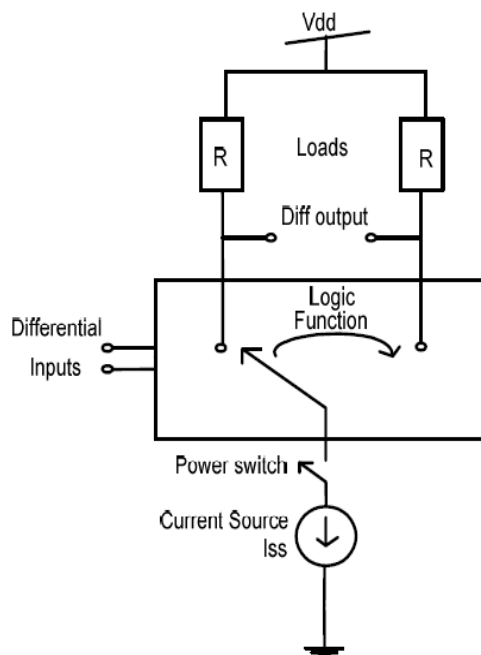 Vdd
R
Loads
R
Diff output
Logic
Function
Differential
Inputs
Power switch
Current Source
Iss